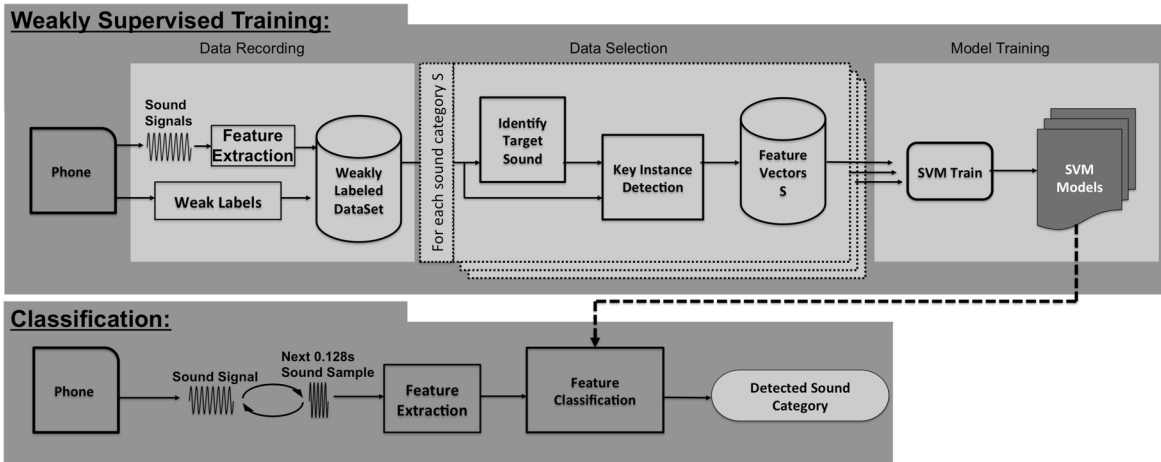 Weakly Supervised Training:
Data Recording
Data Selection
Model Training
Phone
Sound
Signals
Feature
Extraction
Weak Labels
Weakly
Labeled
DataSet
For each sound category S
Identify
Target
Sound
Key Instance
Detection
Feature
Vectors
S
SVM Train
SVM
Models
Classification:
Phone
Sound Signal
Next 0.128s
Sound Sample
Feature
Extraction
Feature
Classification
Detected Sound
Category